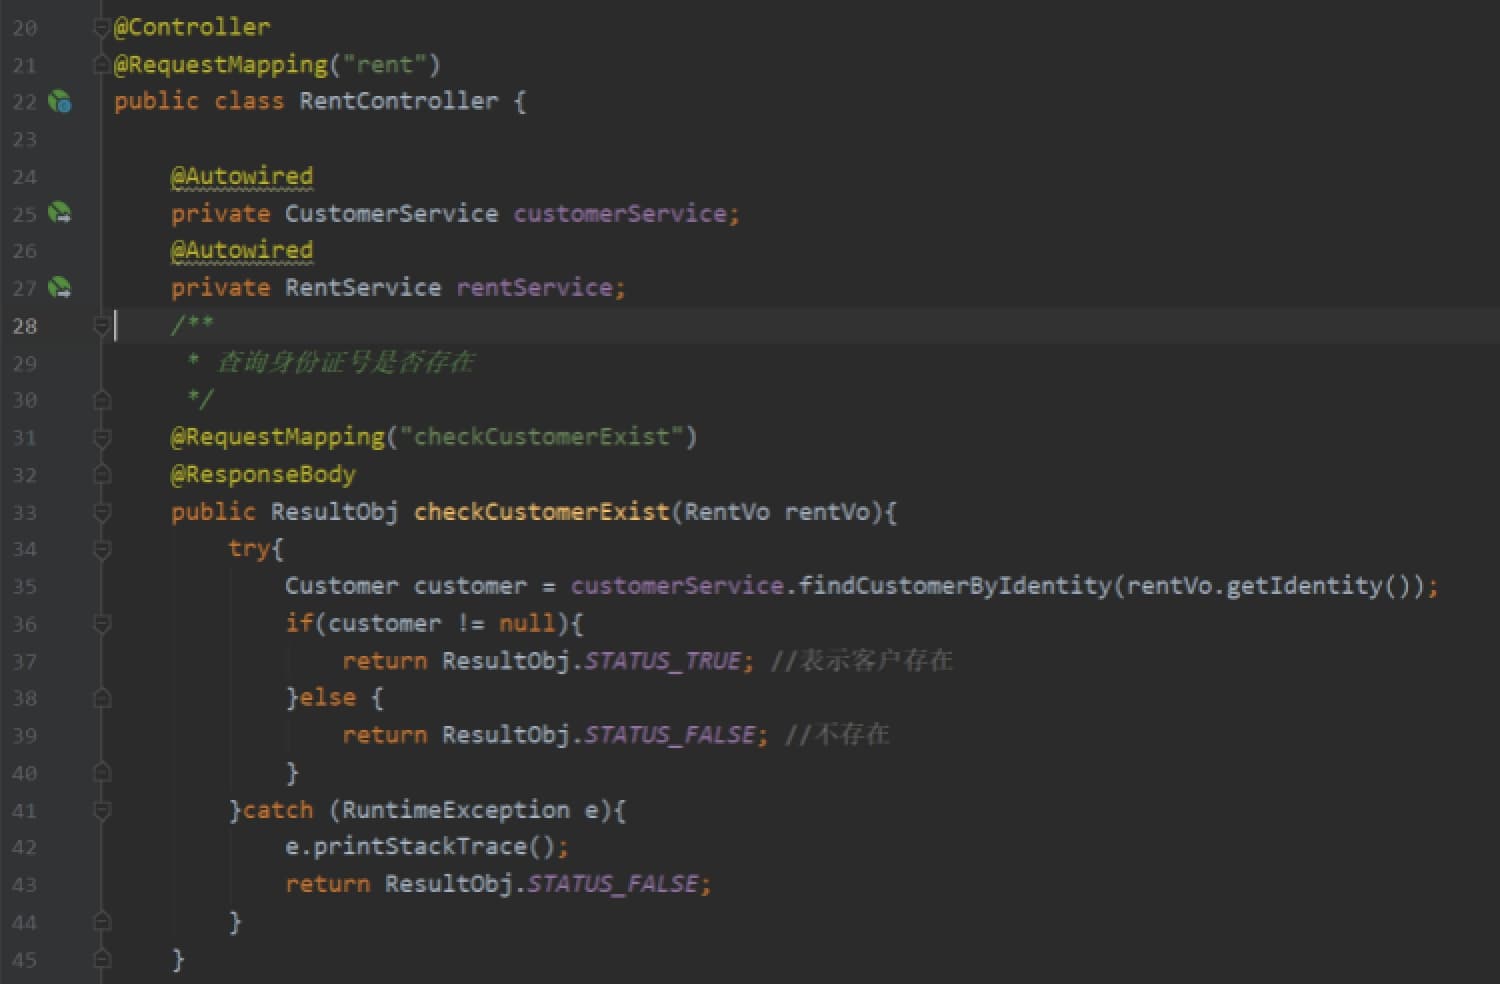 20 @Controller
21 @RequestMapping("rent")
22 public class RentController {
23
24 @Autowired
25 private CustomerService customerService;
26 @Autowired
27 private RentService rentService;
28 /**
29 * 查询身份证号是否存在
30 */
31 @RequestMapping("checkCustomerExist")
32 @ResponseBody
33 public ResultObj checkCustomerExist(RentVo rentVo){
34 try{
35 Customer customer = customerService.findCustomerByIdentity(rentVo.getIdentity());
36 if(customer != null){
37 return ResultObj.STATUS_TRUE; //表示客户存在
38 }else {
39 return ResultObj.STATUS_FALSE; //不存在
40 }
41 }catch (RuntimeException e){
42 e.printStackTrace();
43 return ResultObj.STATUS_FALSE;
44 }
45 }